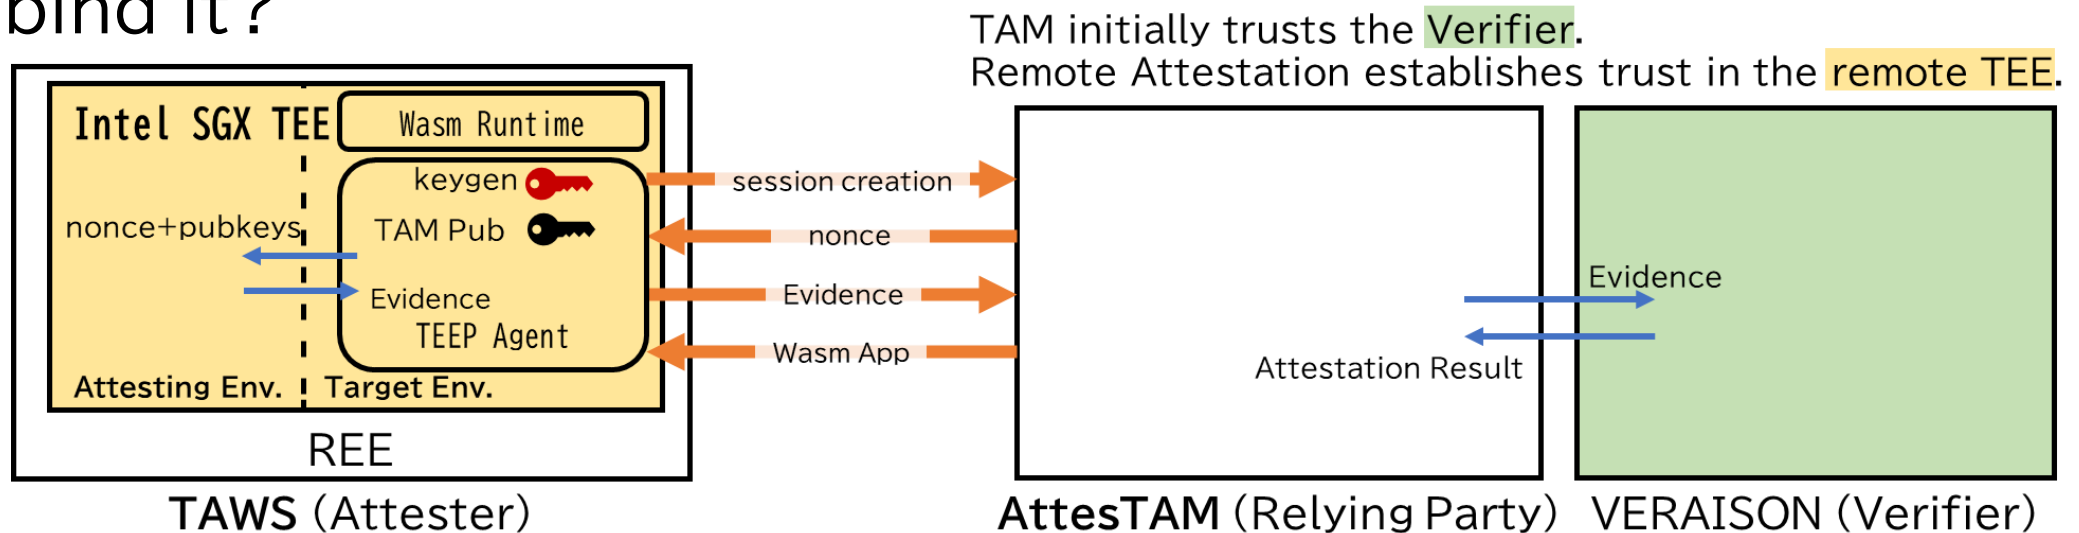 bind it?
TAM initially trusts the Verifier.
Remote Attestation establishes trust in the remote TEE.
Intel SGX TEE
Wasm Runtime
keygen
nonce+pubkeys
TAM Pub
Evidence
TEEP Agent
Attesting Env.
Target Env.
REE
TAWS (Attester)
session creation
nonce
Evidence
Wasm App
Evidence
Attestation Result
AttesTAM (Relying Party)
VERAISON (Verifier)